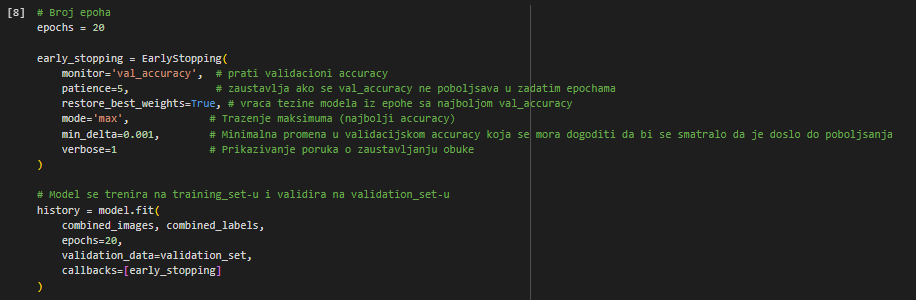 [8] # Broj epoha
epochs = 20
early_stopping = EarlyStopping(
monitor='val_accuracy', # prati validacioni accuracy
patience=5, # zaustavlja ako se val_accuracy ne poboljsava u zadatim epochama
restore_best_weights=True, # vraca tezine modela iz epohe sa najboljom val_accuracy
mode='max', # Trazenje maksimuma (najbolji accuracy)
min_delta=0.001, # Minimalna promena u validacijskom accuracy koja se mora dogoditi da bi se smatralo da je doslo do poboljsanja
verbose=1 # Prikazivanje poruka o zaustavljanju obuke
)
# Model se trenira na training_set-u i validira na validation_set-u
history = model.fit(
combined_images, combined_labels,
epochs=20,
validation_data=validation_set,
callbacks=[early_stopping]
)